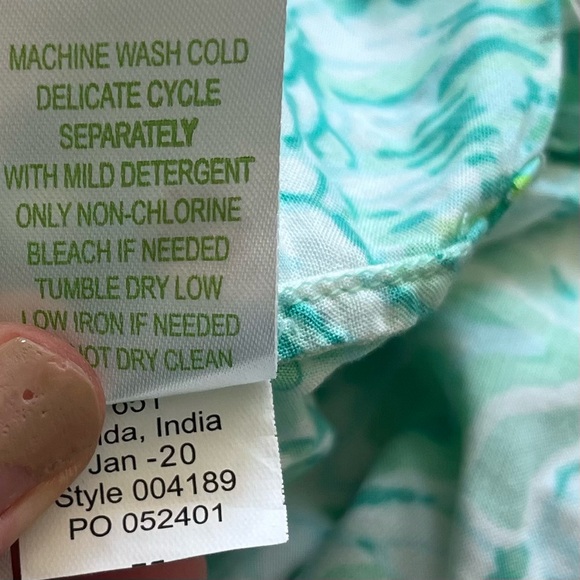 MACHINE WASH COLD
DELICATE CYCLE
SEPARATELY
WITH MILD DETERGENT
ONLY NON-CHLORINE
BLEACH IF NEEDED
TUMBLE DRY LOW
LOW IRON IF NEEDED
DRY CLEAN
India
Jan -20
Style 004189
PO 052401